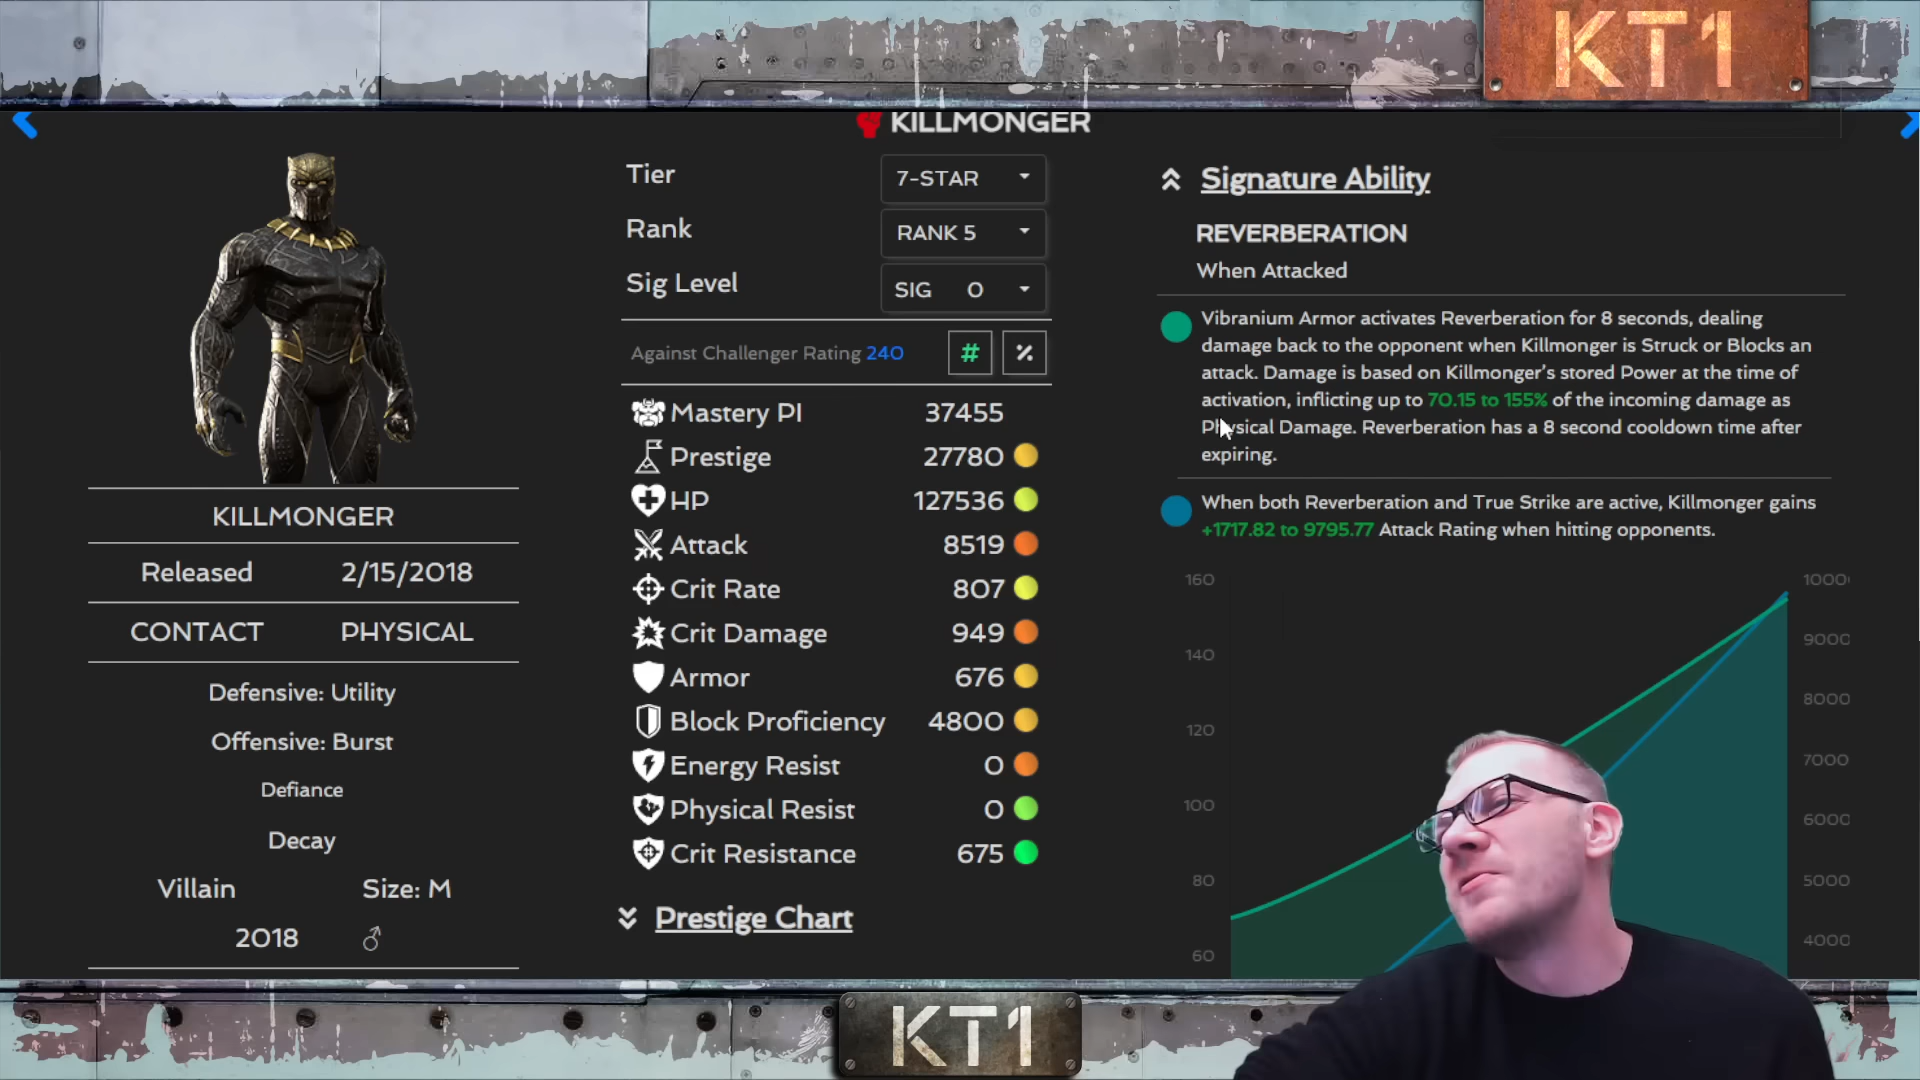 KT1
KILLMONGER
Tier
7-STAR
Rank
RANK 5
Sig Level
SIG 0
Against Challenger Rating 240
#
%
Mastery PI 37455
Prestige 27780
HP 127536
Attack 8519
Crit Rate 807
Crit Damage 949
Armor 676
Block Proficiency 4800
Energy Resist 0
Physical Resist 0
Crit Resistance 675
Prestige Chart
KILLMONGER
Released 2/15/2018
CONTACT PHYSICAL
Defensive: Utility
Offensive: Burst
Defiance
Decay
Villain Size: M
2018 ♂
Signature Ability
REVERBERATION
When Attacked
Vibranium Armor activates Reverberation for 8 seconds, dealing
damage back to the opponent when Killmonger is Struck or Blocks an
attack. Damage is based on Killmonger's stored Power at the time of
activation, inflicting up to 70.15 to 155% of the incoming damage as
Physical Damage. Reverberation has a 8 second cooldown time after
expiring.
When both Reverberation and True Strike are active, Killmonger gains
+1717.82 to 9795.77 Attack Rating when hitting opponents.
160
140
120
100
80
60
9000
8000
7000
6000
5000
4000
KT1